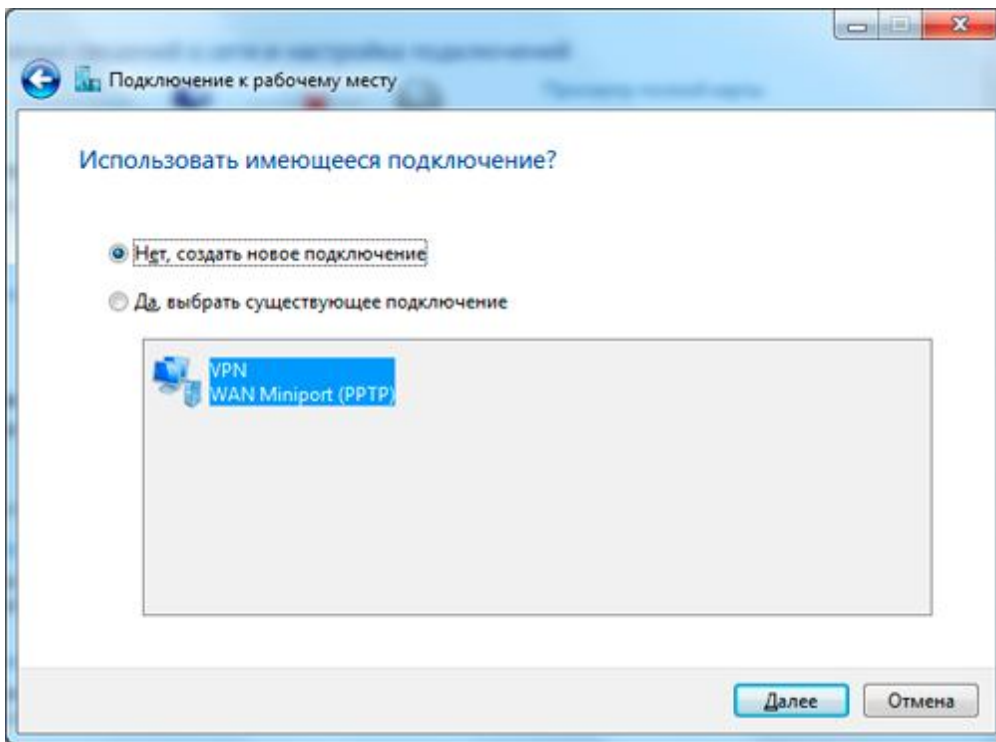 Подключение к рабочему месту
Использовать имеющееся подключение?
Нет, создать новое подключение
Да, выбрать существующее подключение
VPN
WAN Miniport (PPTP)
Далее
Отмена